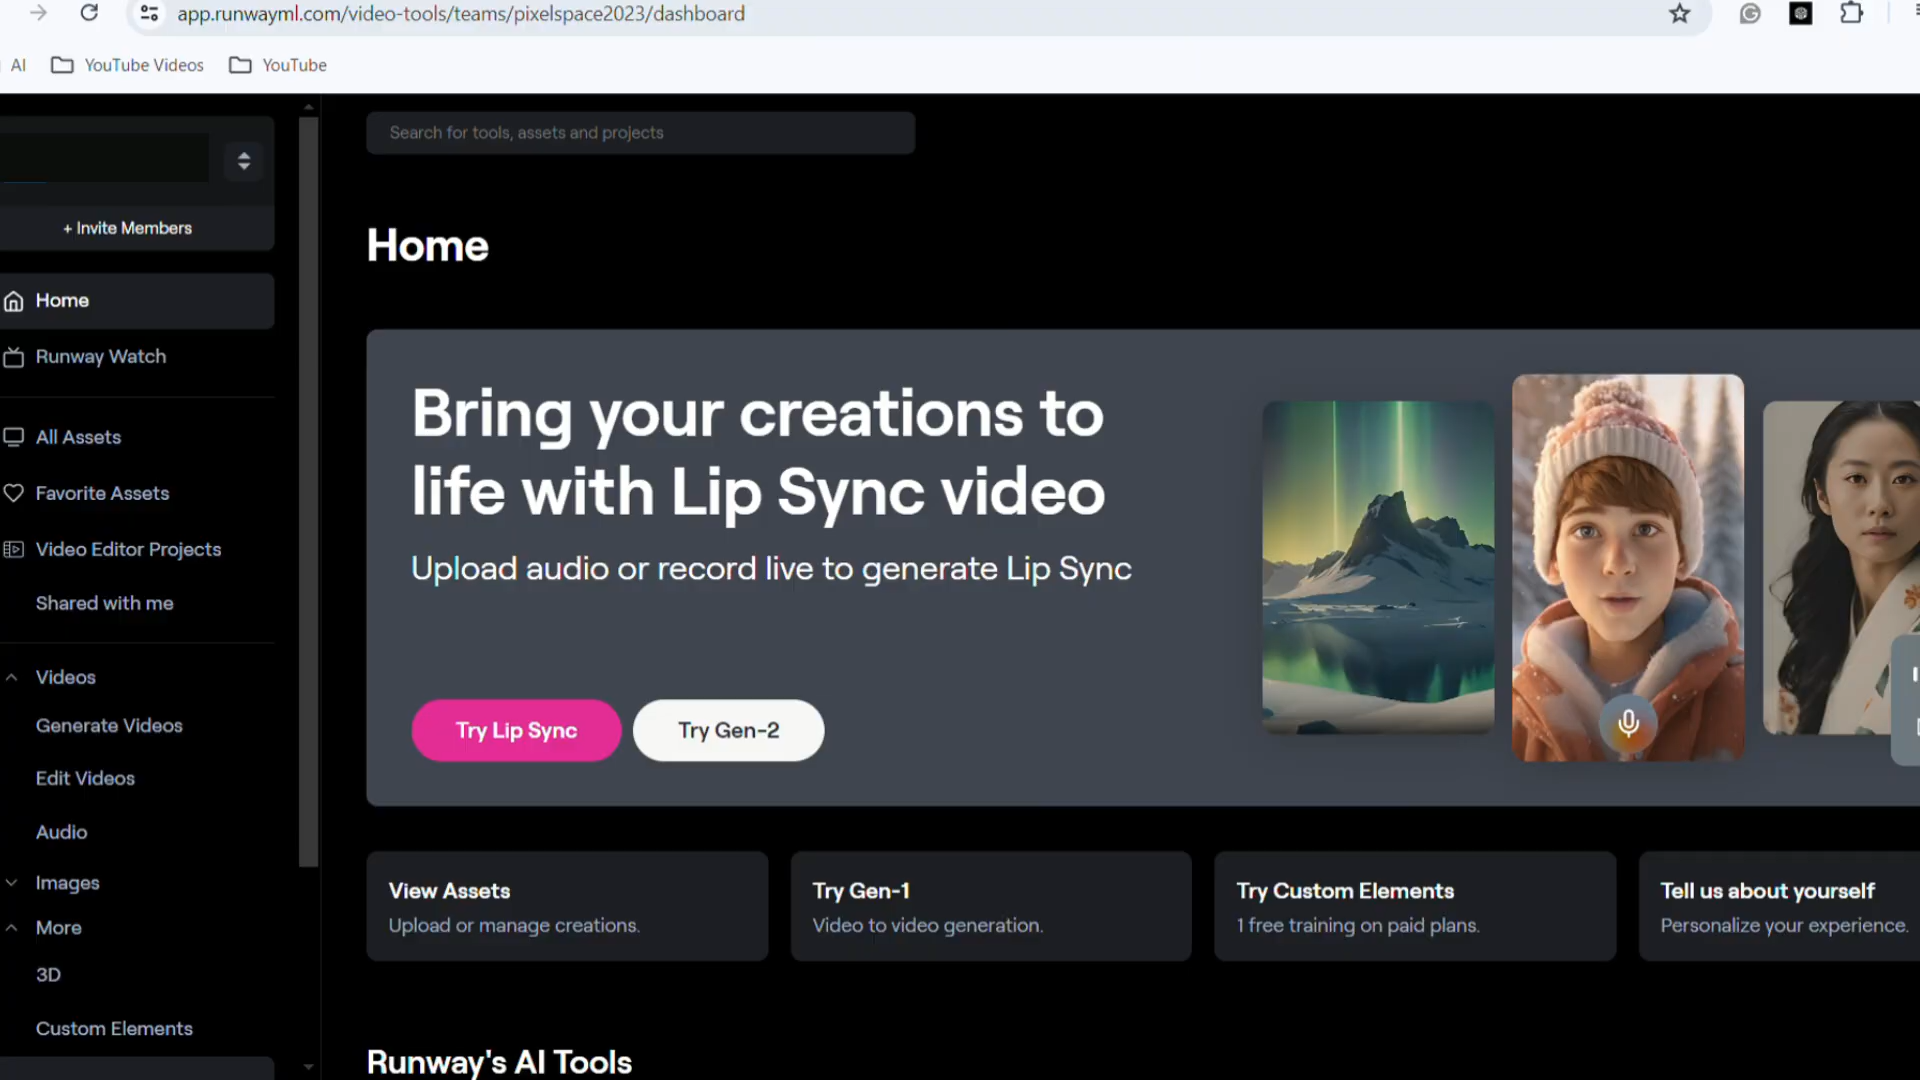 app.runwayml.com/video-tools/teams/pixelspace2023/dashboard
AI
YouTube Videos
YouTube
Search for tools, assets and projects
+ Invite Members
Home
Runway Watch
All Assets
Favorite Assets
Video Editor Projects
Shared with me
Videos
Generate Videos
Edit Videos
Audio
Images
More
3D
Custom Elements
Home
Bring your creations to
life with Lip Sync video
Upload audio or record live to generate Lip Sync
Try Lip Sync
Try Gen-2
View Assets
Upload or manage creations.
Try Gen-1
Video to video generation.
Try Custom Elements
1 free training on paid plans.
Tell us about yourself
Personalize your experience.
Runway's AI Tools